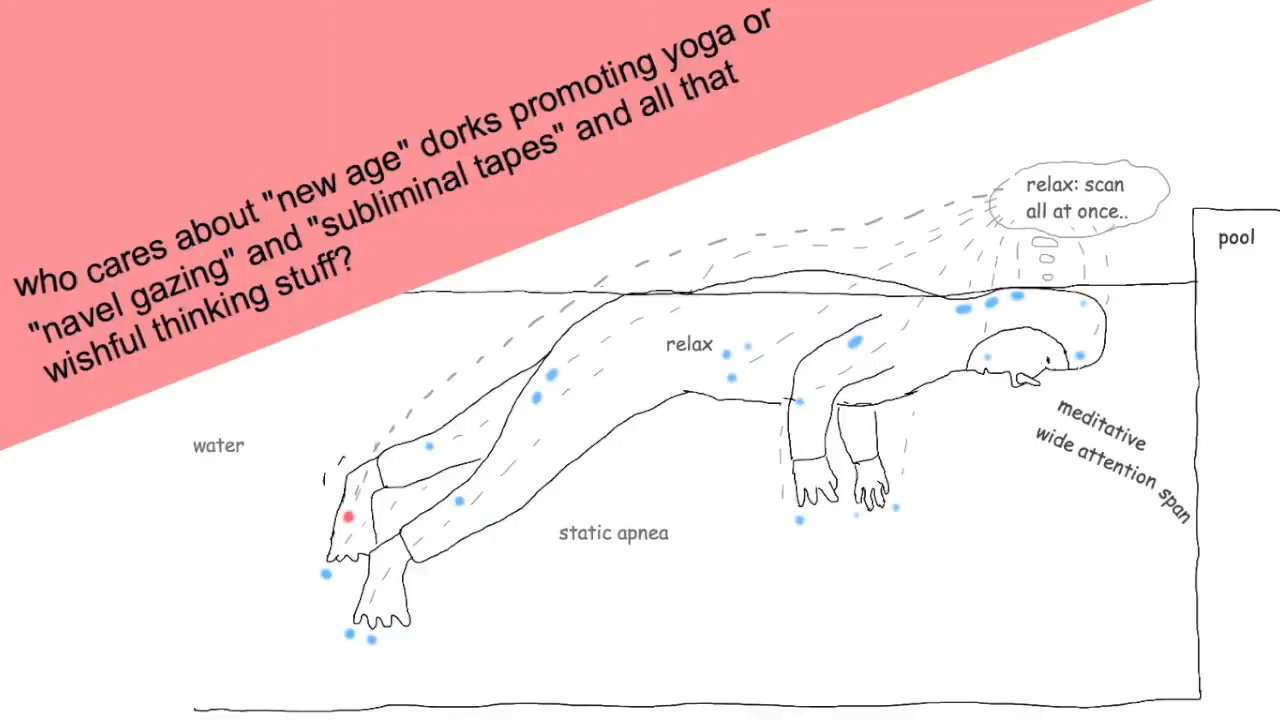 who cares about "new age" dorks promoting yoga or
"navel gazing" and "subliminal tapes" and all that
wishful thinking stuff?
relax: scan
all at once..
pool
relax
water
meditative
wide attention span
static apnea